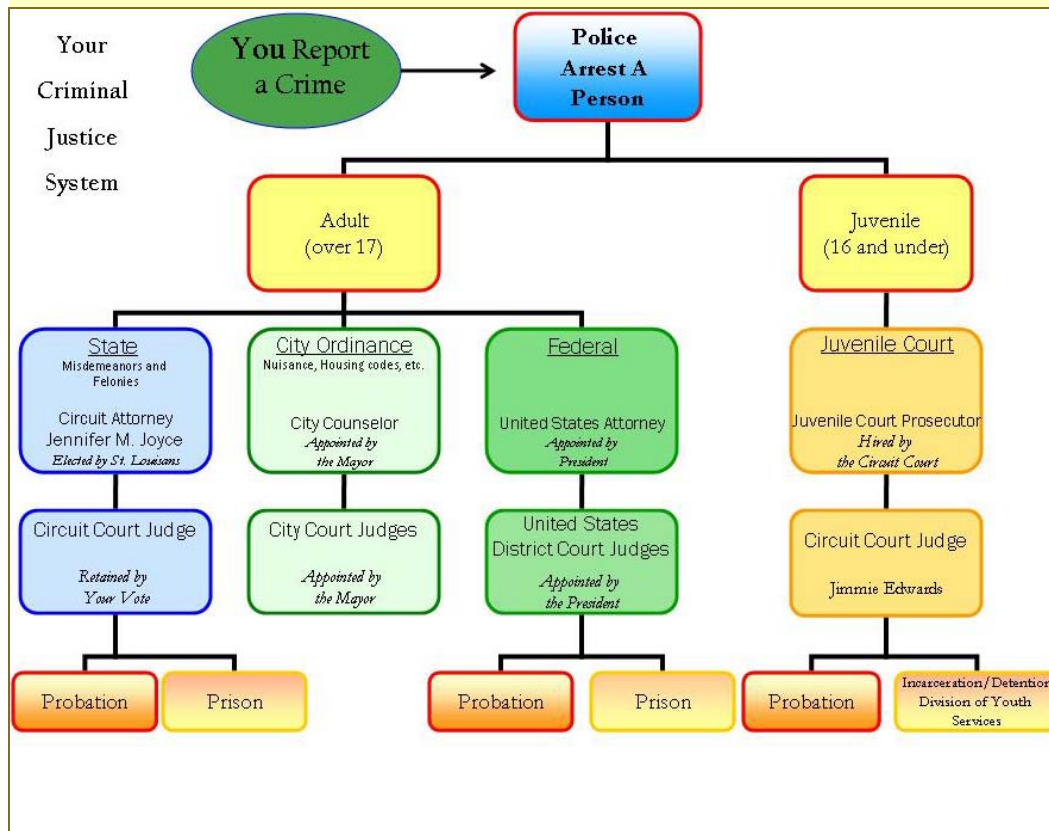 Your
Criminal
Justice
System
You Report
a Crime
Police
Arrest A
Person
Adult
(over 17)
Juvenile
(16 and under)
State
Misdemeanors and
Felonies
Circuit Attorney
Jennifer M. Joyce
Elected by St. Louisans
City Ordinance
Nuisance, Housing codes, etc.
City Counselor
Appointed by
the Mayor
Federal
United States Attorney
Appointed by
President
Juvenile Court
Juvenile Court Prosecutor
Hired by
the Circuit Court
Circuit Court Judge
Retained by
Your Vote
City Court Judges
Appointed by
the Mayor
United States
District Court Judges
Appointed by
the President
Circuit Court Judge
Jimmie Edwards
Probation
Prison
Probation
Prison
Probation
Incarceration/Detention
Division of Youth
Services